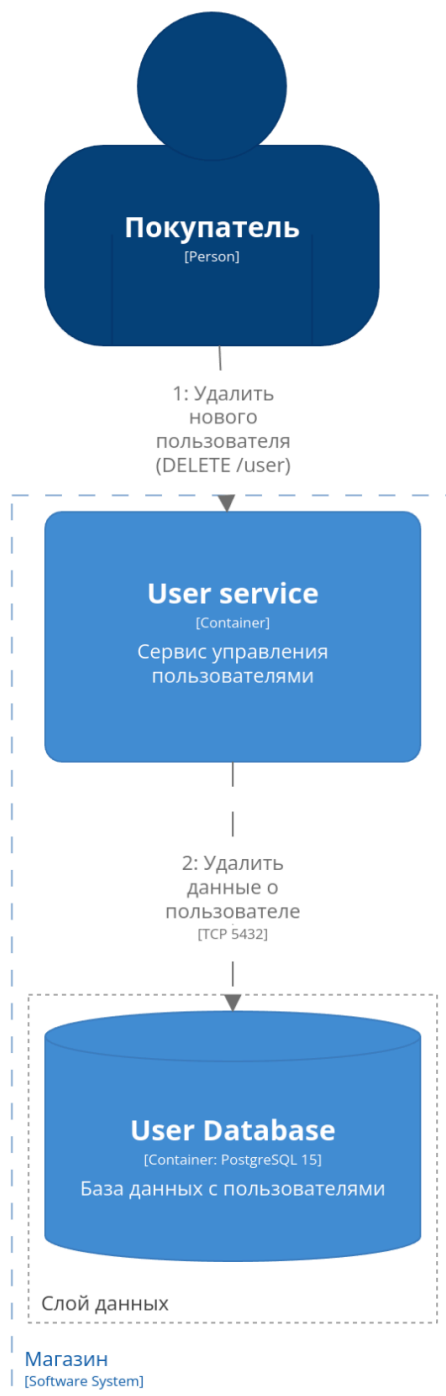 Покупатель
[Person]
1: Удалить
нового
пользователя
(DELETE /user)
User service
[Container]
Сервис управления
пользователями
2: Удалить
данные о
пользователе
[TCP 5432]
User Database
[Container: PostgreSQL 15]
База данных с пользователями
Слой данных
Магазин
[Software System]